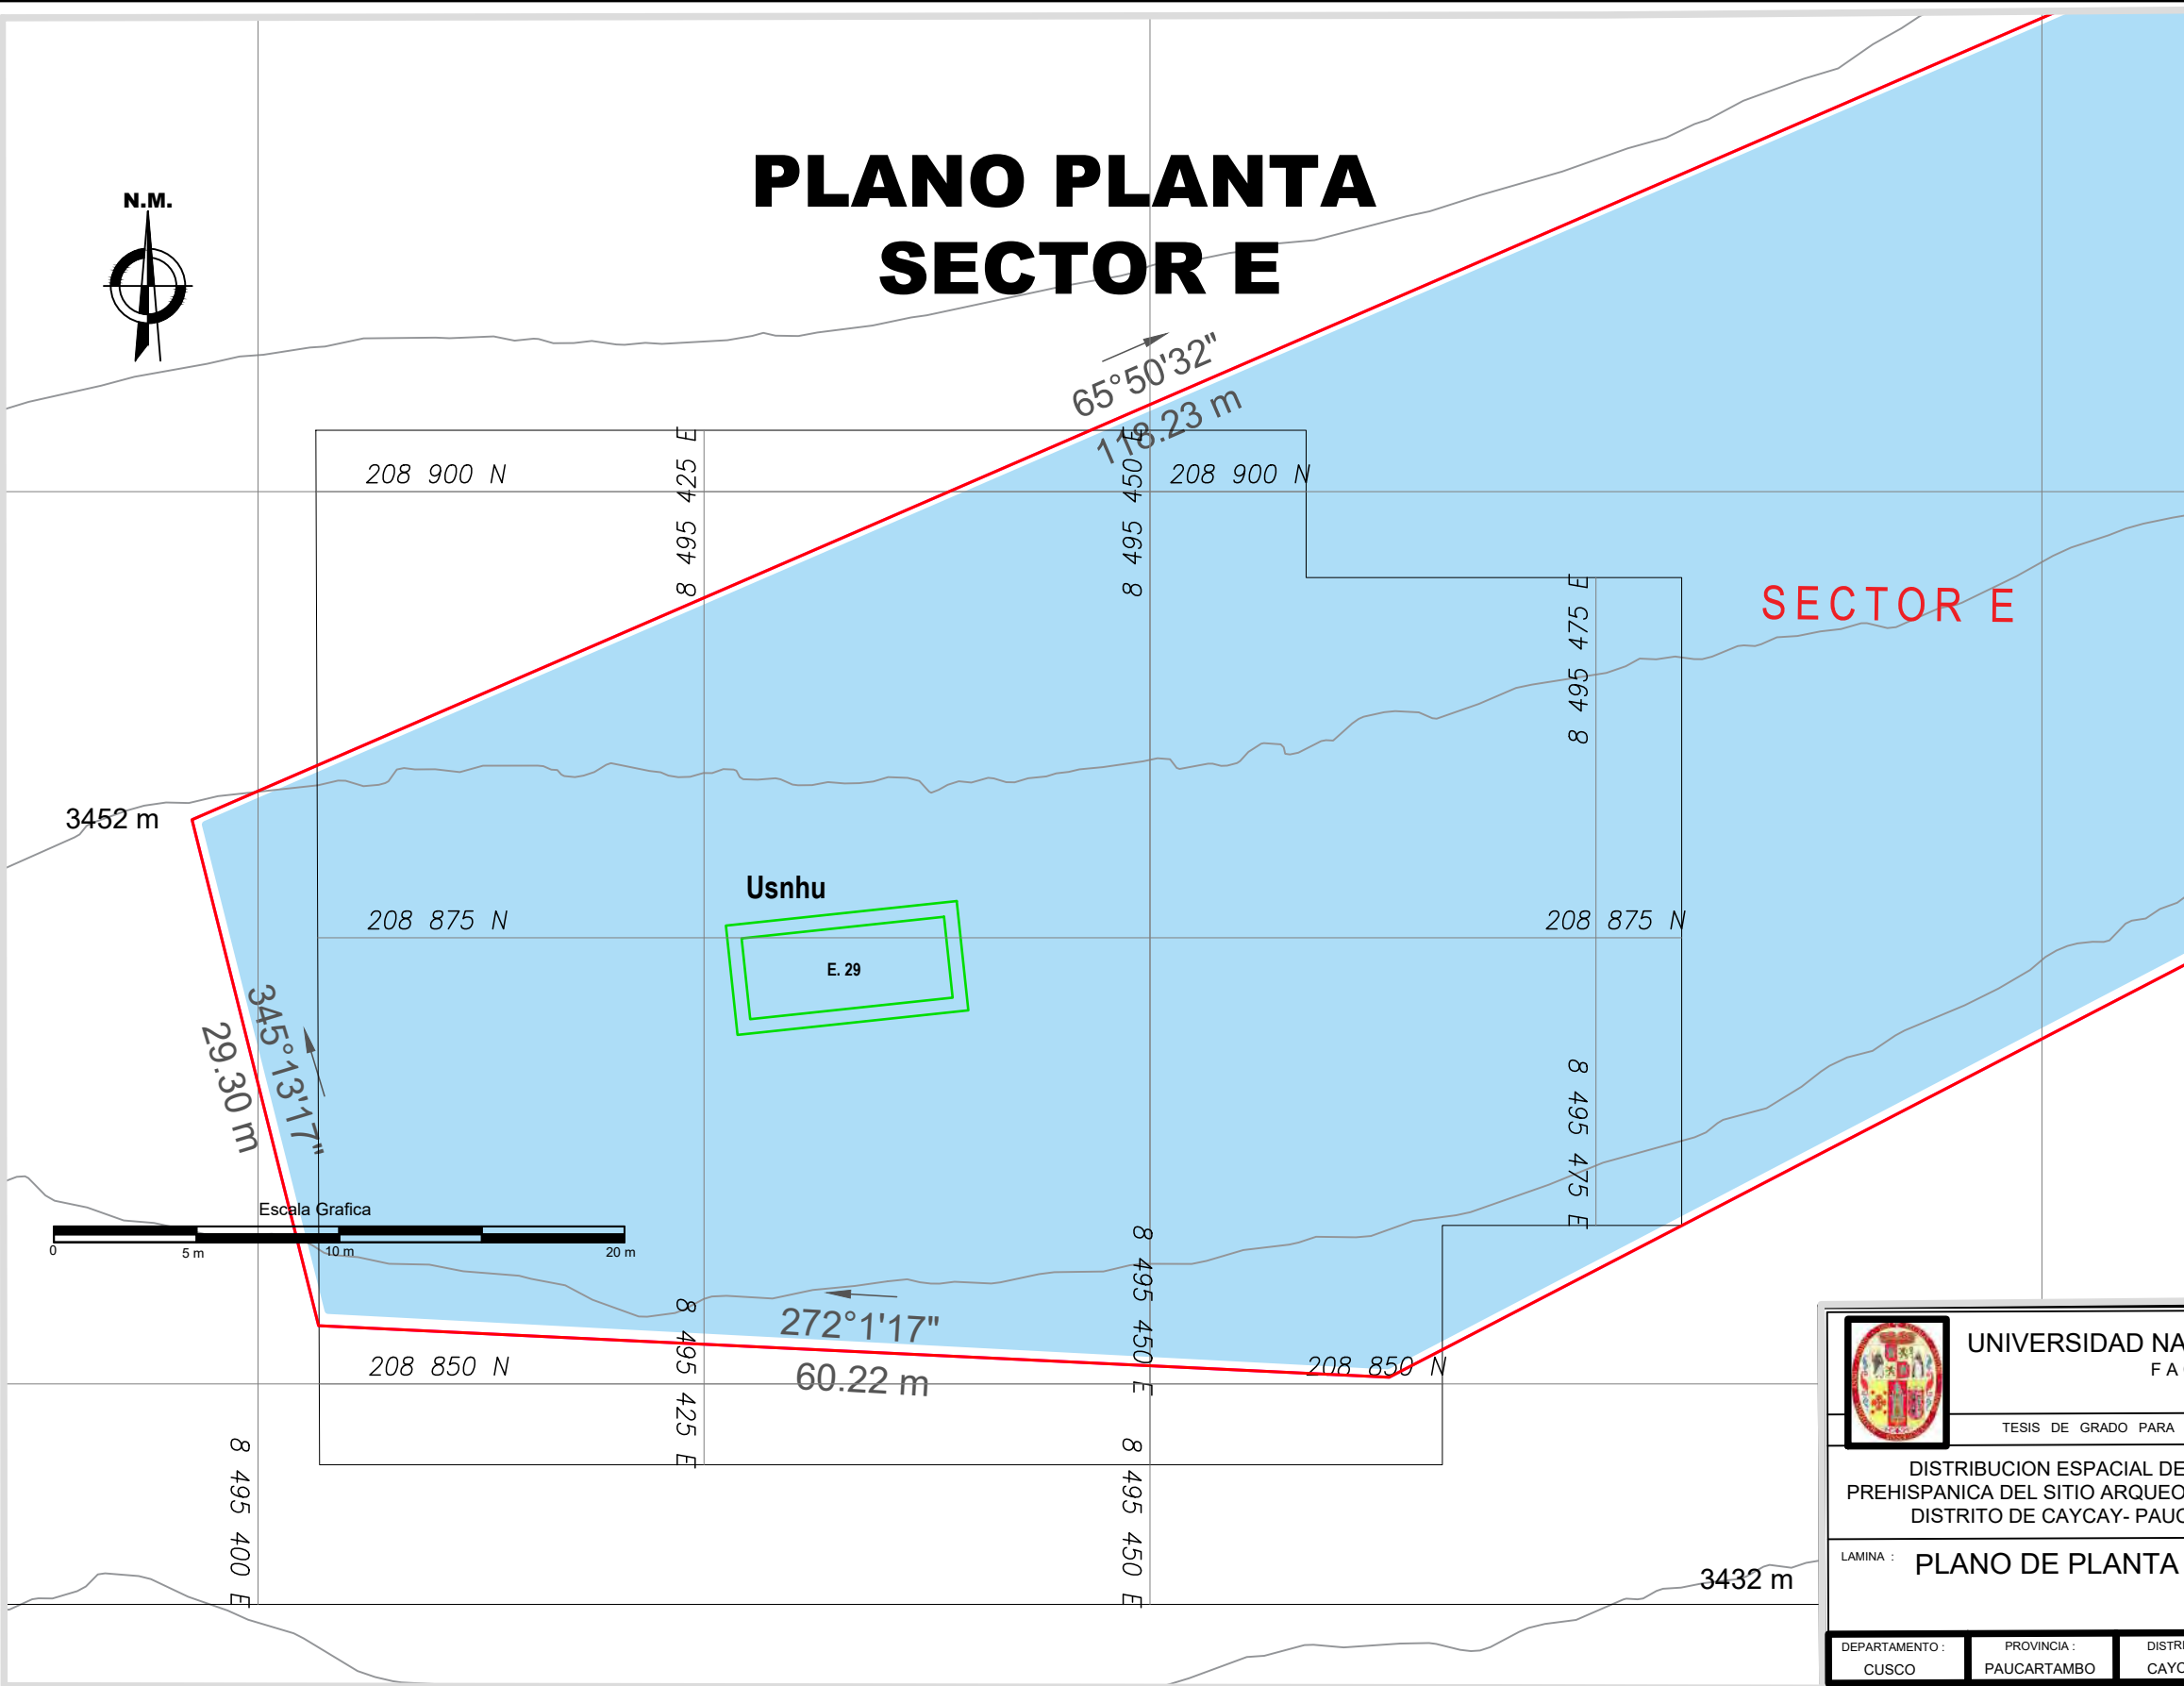 PLANO PLANTA
SECTOR E
N.M.
65°50'32"
118.23 m
208 900 N
8 495 425 E
8 495 450 E
208 900 N
8 495 475 E
SECTOR E
3452 m
Usnhu
208 875 N
208 875 N
E. 29
345°13'17"
29.30 m
8 495 475 E
Escala Grafica
0 5 m 10 m 20 m
8 495 450 E
8 495 425 E
272°1'17"
60.22 m
208 850 N
208 850 N
8 495 400 E
8 495 450 E
3432 m
UNIVERSIDAD NA
F A
TESIS DE GRADO PARA
DISTRIBUCION ESPACIAL DE
PREHISPANICA DEL SITIO ARQUEO
DISTRITO DE CAYCAY- PAUC
LAMINA :
PLANO DE PLANTA
DEPARTAMENTO :
CUSCO
PROVINCIA :
PAUCARTAMBO
DISTR
CAYC